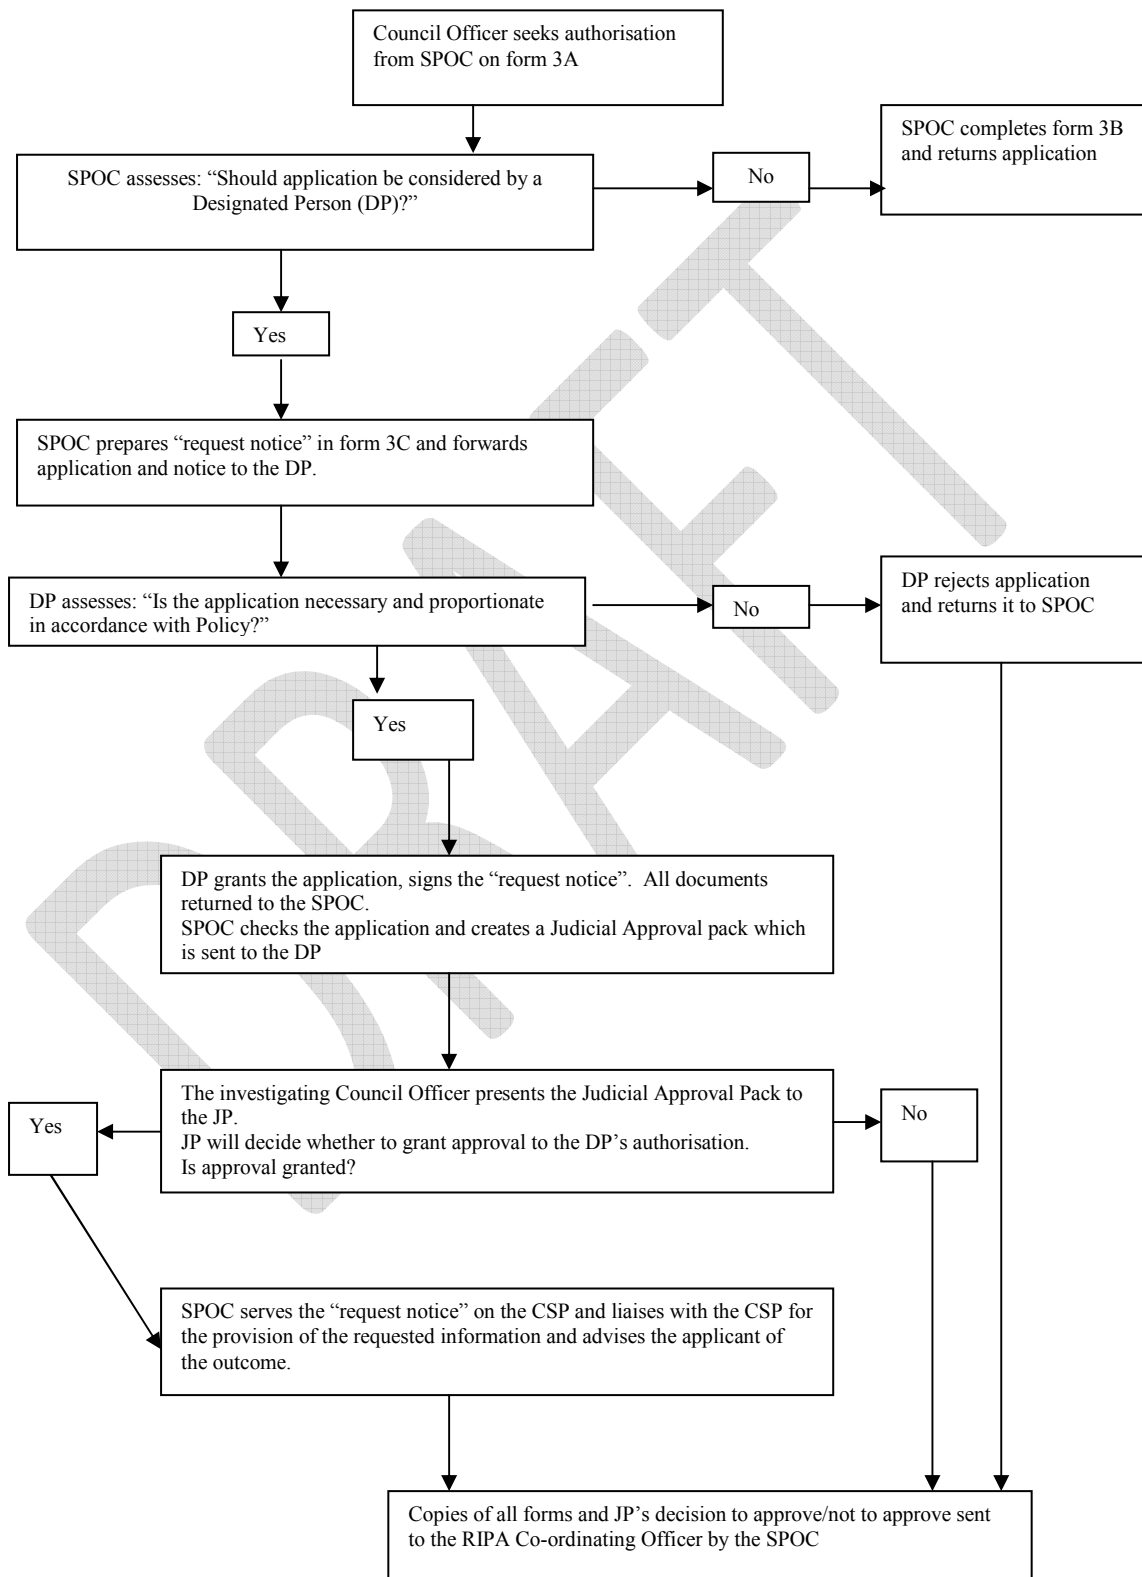 Council Officer seeks authorisation
from SPOC on form 3A
SPOC completes form 3B
and returns application
SPOC assesses: “Should application be considered by a
Designated Person (DP)?”
No
Yes
SPOC prepares “request notice” in form 3C and forwards
application and notice to the DP.
DP assesses: “Is the application necessary and proportionate
in accordance with Policy?”
No
DP rejects application
and returns it to SPOC
Yes
DP grants the application, signs the “request notice”.  All documents
returned to the SPOC.
SPOC checks the application and creates a Judicial Approval pack which
is sent to the DP
The investigating Council Officer presents the Judicial Approval Pack to
the JP.
JP will decide whether to grant approval to the DP’s authorisation.
Is approval granted?
Yes
No
SPOC serves the “request notice” on the CSP and liaises with the CSP for
the provision of the requested information and advises the applicant of
the outcome.
Copies of all forms and JP’s decision to approve/not to approve sent
to the RIPA Co-ordinating Officer by the SPOC
DRAFT